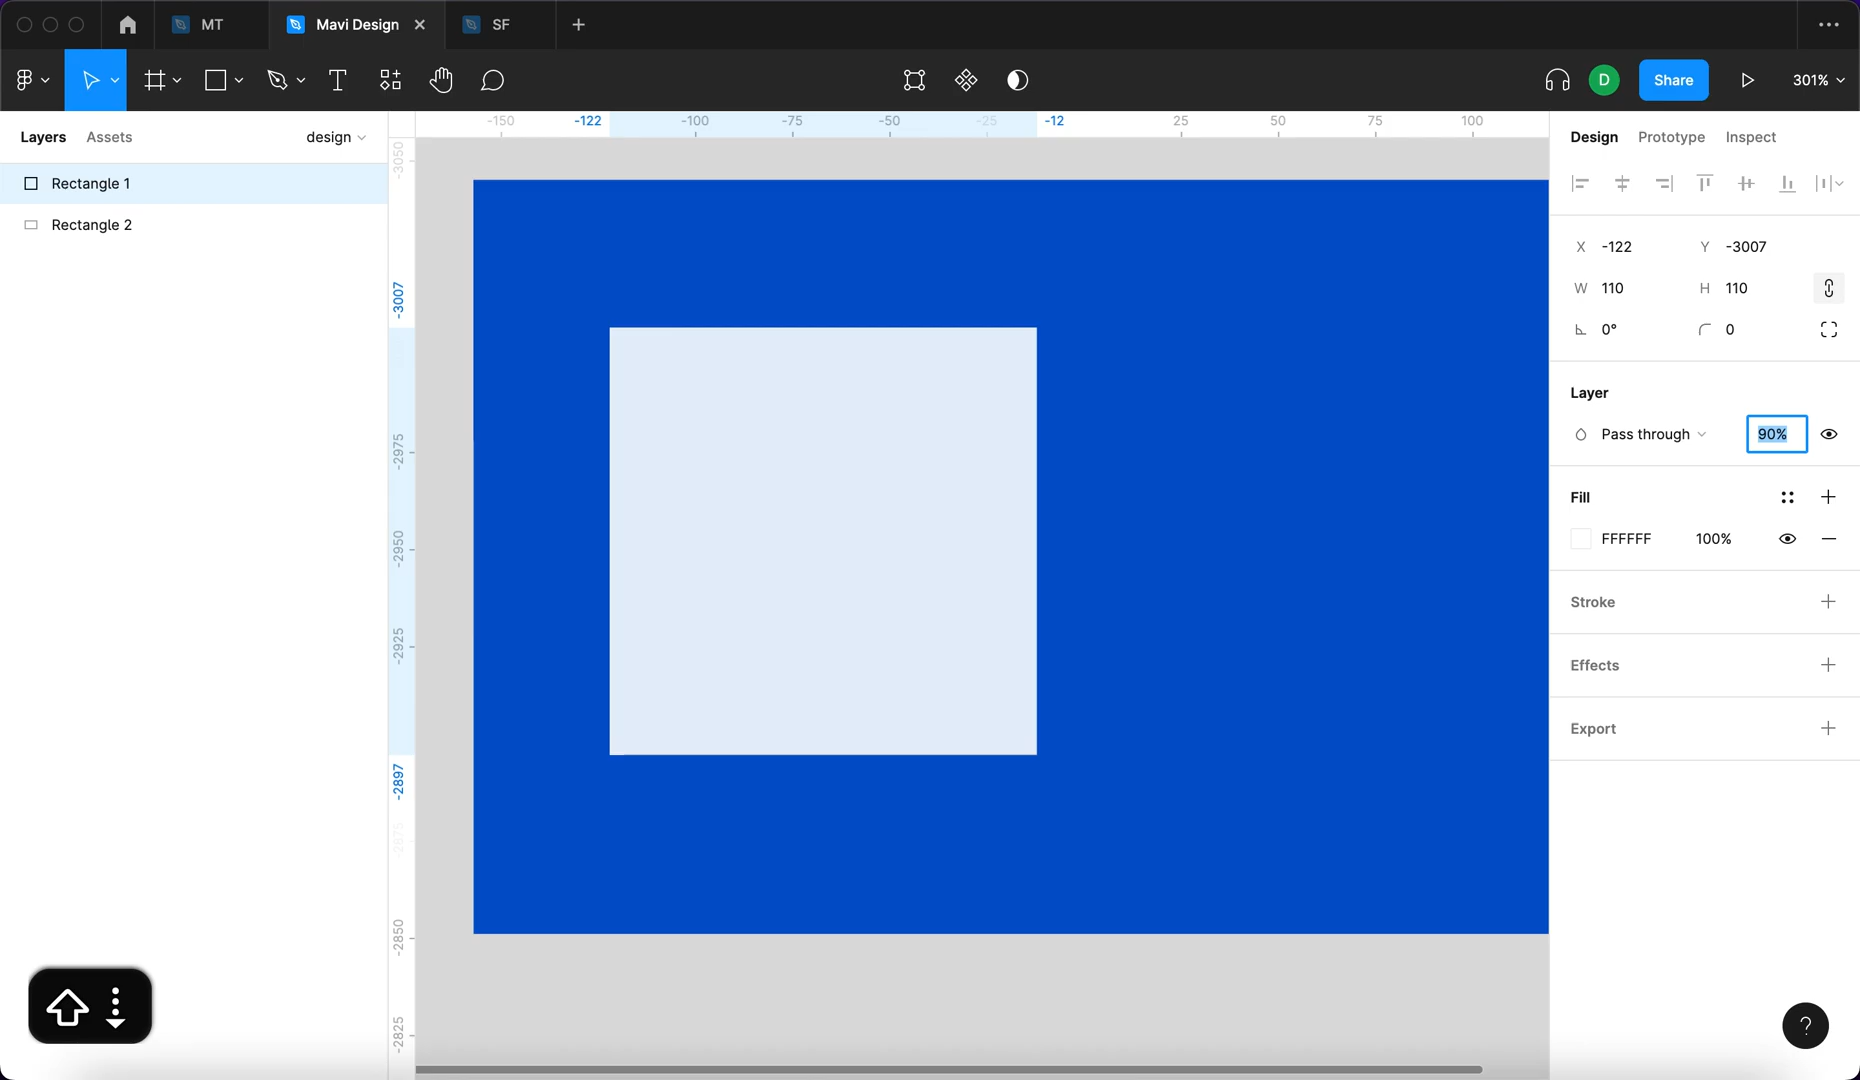 MT
Mavi Design
SF
D
Share
301%
Layers
Assets
design
Rectangle 1
Rectangle 2
-150
-122
-100
-75
-50
-25
-12
25
50
75
100
-3050
-3007
-2975
-2950
-2925
-2897
-2875
-2850
-2825
Design
Prototype
Inspect
X -122
Y -3007
W 110
H 110
0°
0
Layer
Pass through
90%
Fill
FFFFFF
100%
Stroke
Effects
Export
?